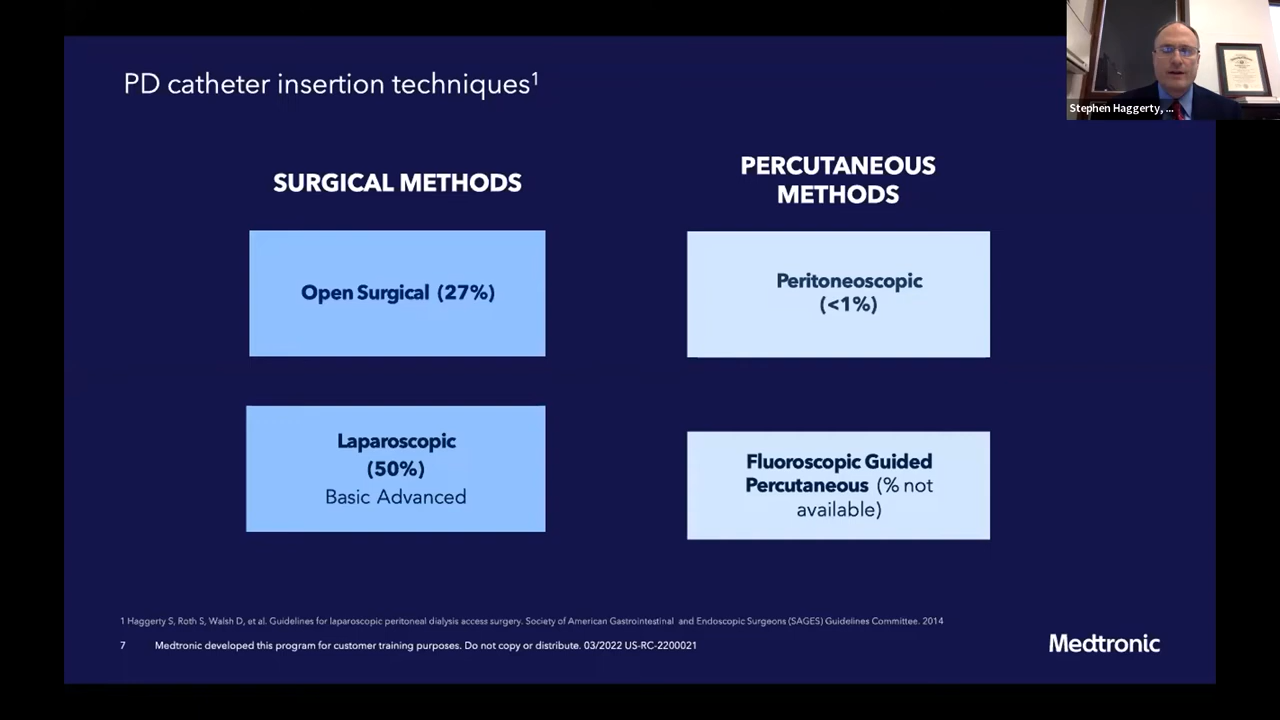 PD catheter insertion techniques1
Stephen Haggerty, ...
SURGICAL METHODS
Open Surgical (27%)
Laparoscopic
(50%)
Basic Advanced
PERCUTANEOUS
METHODS
Peritoneoscopic
(<1%)
Fluoroscopic Guided
Percutaneous (% not
available)
1 Haggerty S, Roth S, Walsh D, et al. Guidelines for laparoscopic peritoneal dialysis access surgery. Society of American Gastrointestinal and Endoscopic Surgeons (SAGES) Guidelines Committee. 2014
7 Medtronic developed this program for customer training purposes. Do not copy or distribute. 03/2022 US-RC-2200021
Medtronic